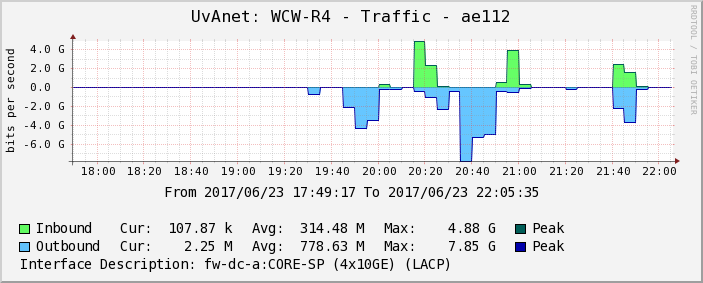 UvAnet: WCW-R4 - Traffic - ae112
RRDTOOL / TOBI OETIKER
bits per second
4.0 G
2.0 G
0.0
-2.0 G
-4.0 G
-6.0 G
18:00 18:20 18:40 19:00 19:20 19:40 20:00 20:20 20:40 21:00 21:20 21:40 22:00
From 2017/06/23 17:49:17 To 2017/06/23 22:05:35
Inbound Cur: 107.87 k Avg: 314.48 M Max: 4.88 G Peak
Outbound Cur: 2.25 M Avg: 778.63 M Max: 7.85 G Peak
Interface Description: fw-dc-a:CORE-SP (4x10GE) (LACP)